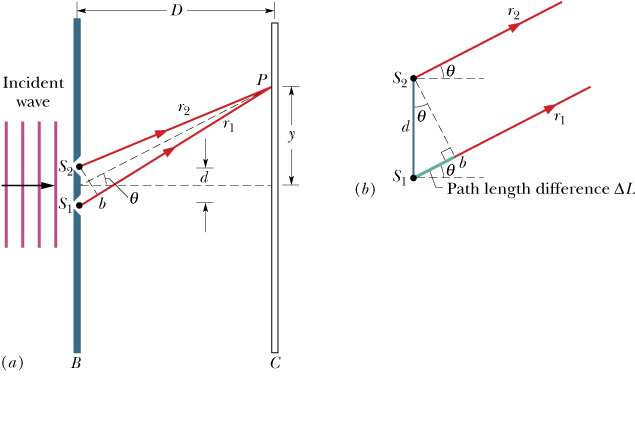 D
P
Incident
wave
r2
r1
y
S2
d
S1
b
θ
(a)
B
C
r2
S2
θ
d
θ
r1
b
S1
θ
(b)
Path length difference ΔL